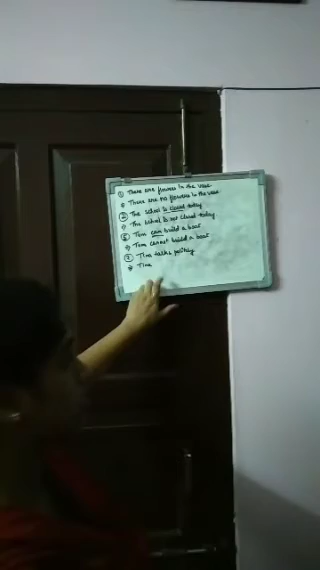 ① There are flowers in the vase.
* There are no flowers in the vase
② The school is closed today
* The school is not closed today
③ Tom can build a boat.
* Tom cannot build a boat
④ Tina talks politely
* Tina